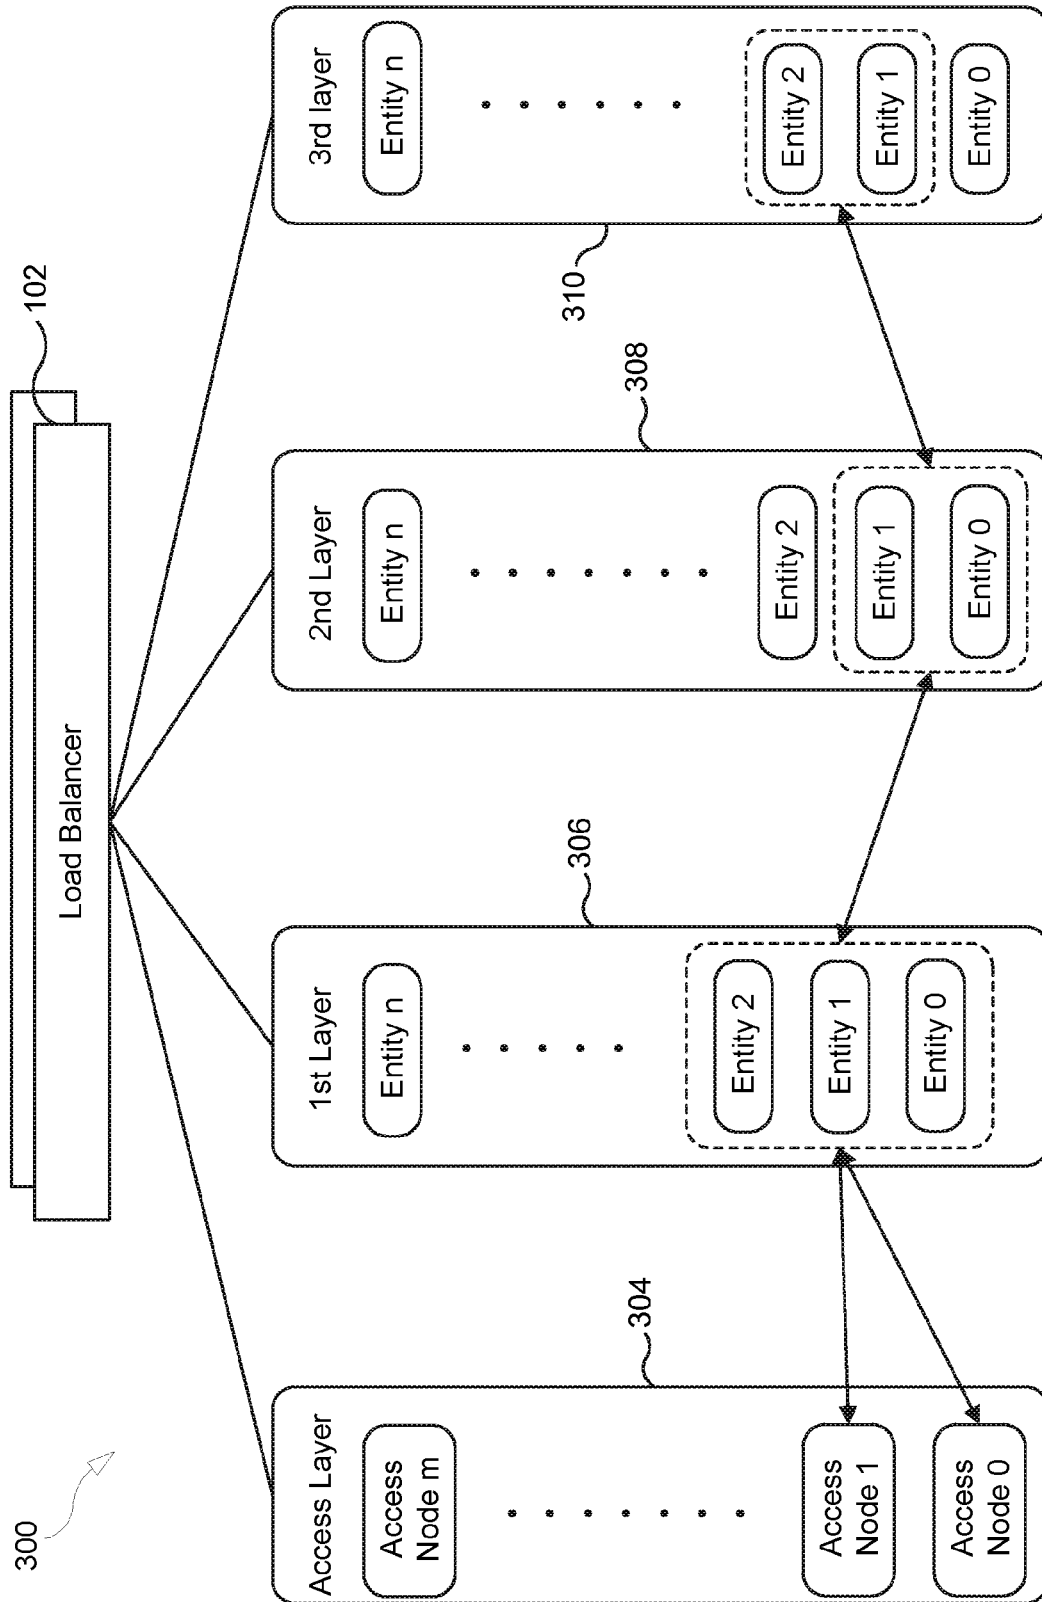 300
102
Load Balancer
304
Access Layer
Access
Node m
Access
Node 1
Access
Node 0
306
1st Layer
Entity n
Entity 2
Entity 1
Entity 0
308
2nd Layer
Entity n
Entity 2
Entity 1
Entity 0
310
3rd layer
Entity n
Entity 2
Entity 1
Entity 0